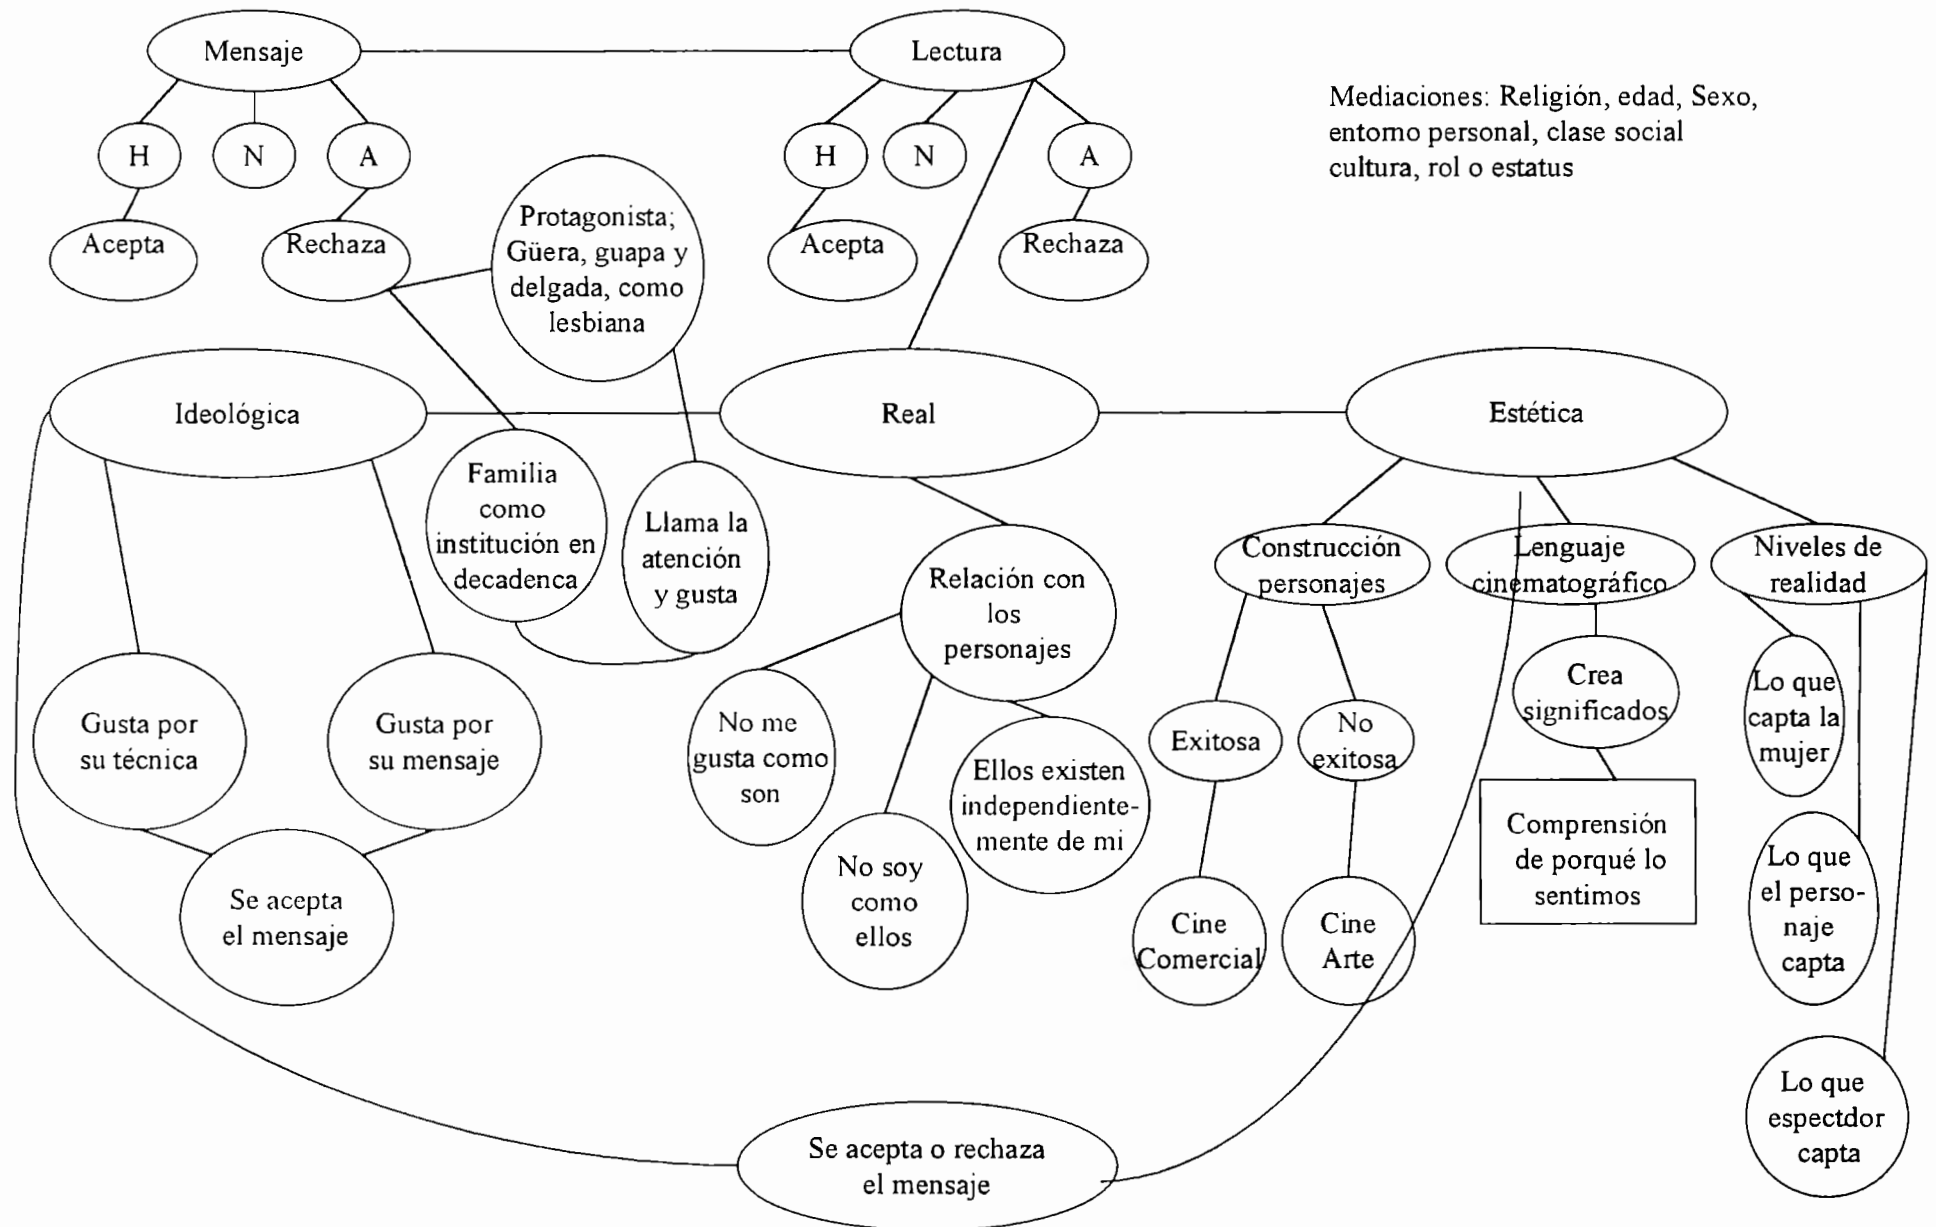 Mensaje
Lectura
Mediaciones: Religión, edad, Sexo,
entorno personal, clase social
cultura, rol o estatus
H
N
A
H
N
A
Acepta
Rechaza
Protagonista;
Güera, guapa y
delgada, como
lesbiana
Acepta
Rechaza
Ideológica
Real
Estética
Familia
como
institución en
decadenca
Llama la
atención
y gusta
Relación con
los
personajes
Construcción
personajes
Lenguaje
cinematográfico
Niveles de
realidad
Gusta por
su técnica
Gusta por
su mensaje
Se acepta
el mensaje
No me
gusta como
son
No soy
como
ellos
Ellos existen
independiente-
mente de mi
Exitosa
No
exitosa
Cine
Comercial
Cine
Arte
Crea
significados
Comprensión
de porqué lo
sentimos
Lo que
capta la
mujer
Lo que
el perso-
naje
capta
Lo que
espectdor
capta
Se acepta o rechaza
el mensaje